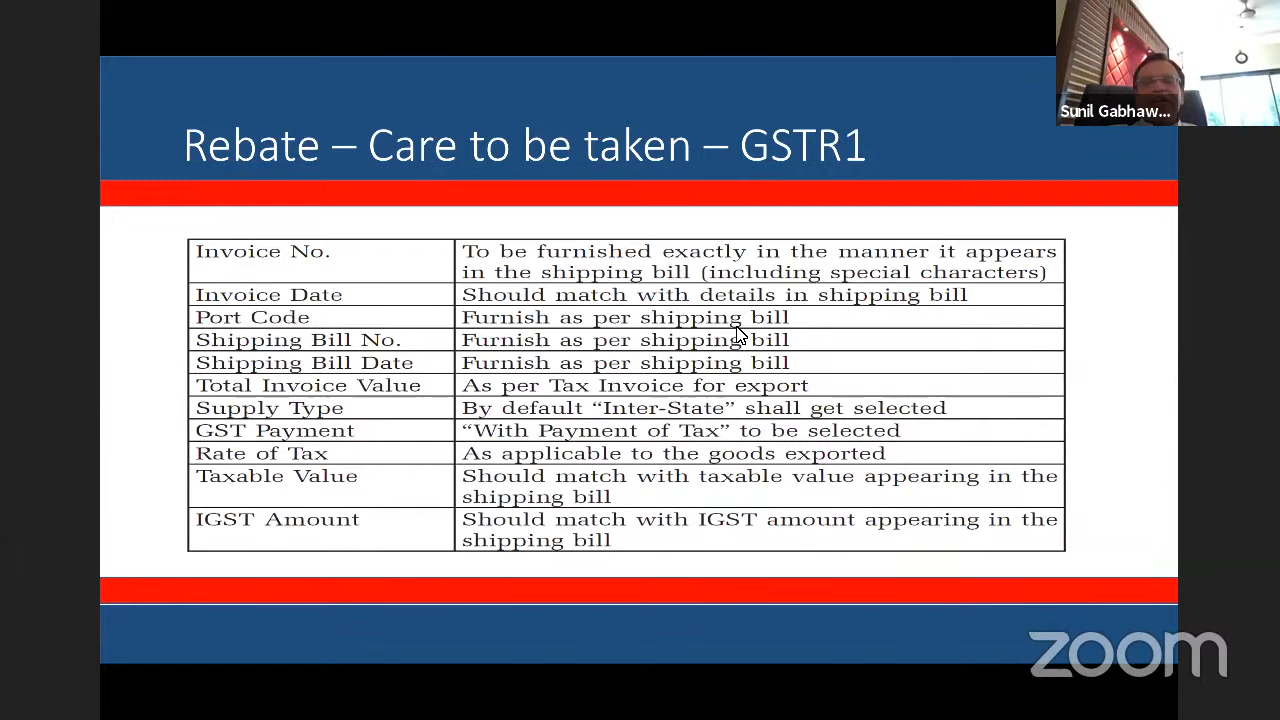 Sunil Gabhaw...
Rebate – Care to be taken – GSTR1
Invoice No.
To be furnished exactly in the manner it appears
in the shipping bill (including special characters)
Invoice Date
Should match with details in shipping bill
Port Code
Furnish as per shipping bill
Shipping Bill No.
Furnish as per shipping bill
Shipping Bill Date
Furnish as per shipping bill
Total Invoice Value
As per Tax Invoice for export
Supply Type
By default “Inter-State” shall get selected
GST Payment
“With Payment of Tax” to be selected
Rate of Tax
As applicable to the goods exported
Taxable Value
Should match with taxable value appearing in the
shipping bill
IGST Amount
Should match with IGST amount appearing in the
shipping bill
zoom